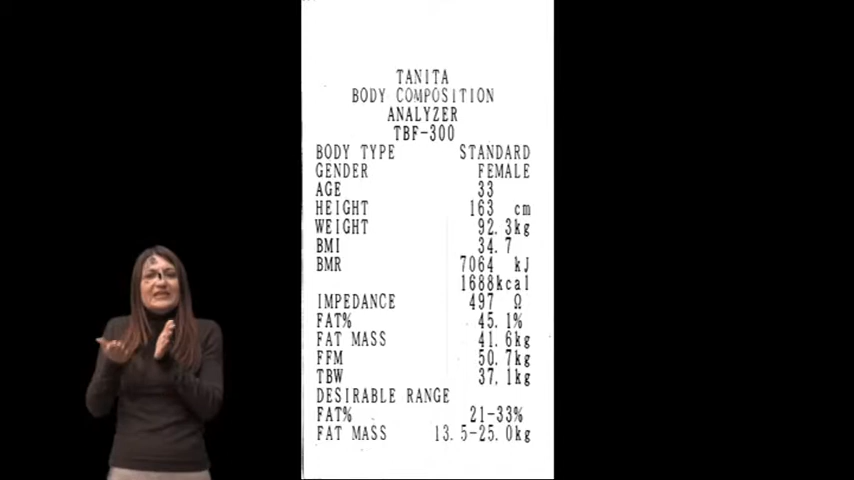 TANITA
BODY COMPOSITION
ANALYZER
TBF-300
BODY TYPE STANDARD
GENDER FEMALE
AGE 33
HEIGHT 163 cm
WEIGHT 92.3kg
BMI 34.7
BMR 7064 kJ
1688kcal
IMPEDANCE 497 Ω
FAT% 45.1%
FAT MASS 41.6kg
FFM 50.7kg
TBW 37.1kg
DESIRABLE RANGE
FAT% 21-33%
FAT MASS 13.5-25.0kg